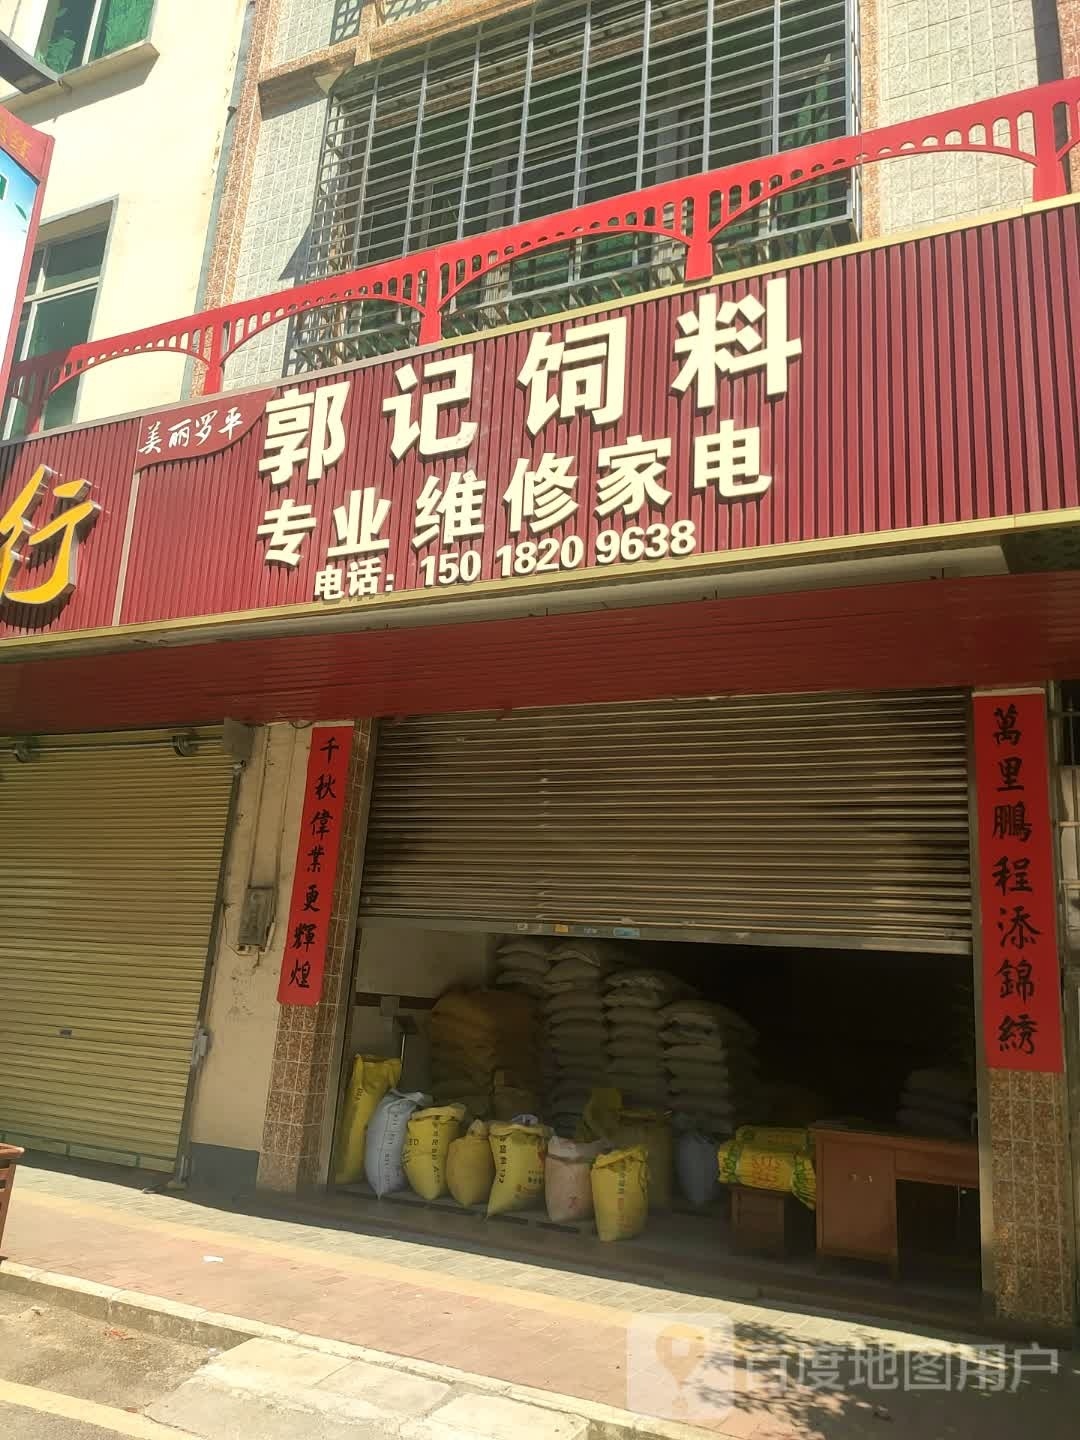 美丽罗平
郭记饲料
专业维修家电
电话：150 1820 9638
行
千秋偉業更輝煌
萬里鵬程添錦綉
百度地图用户